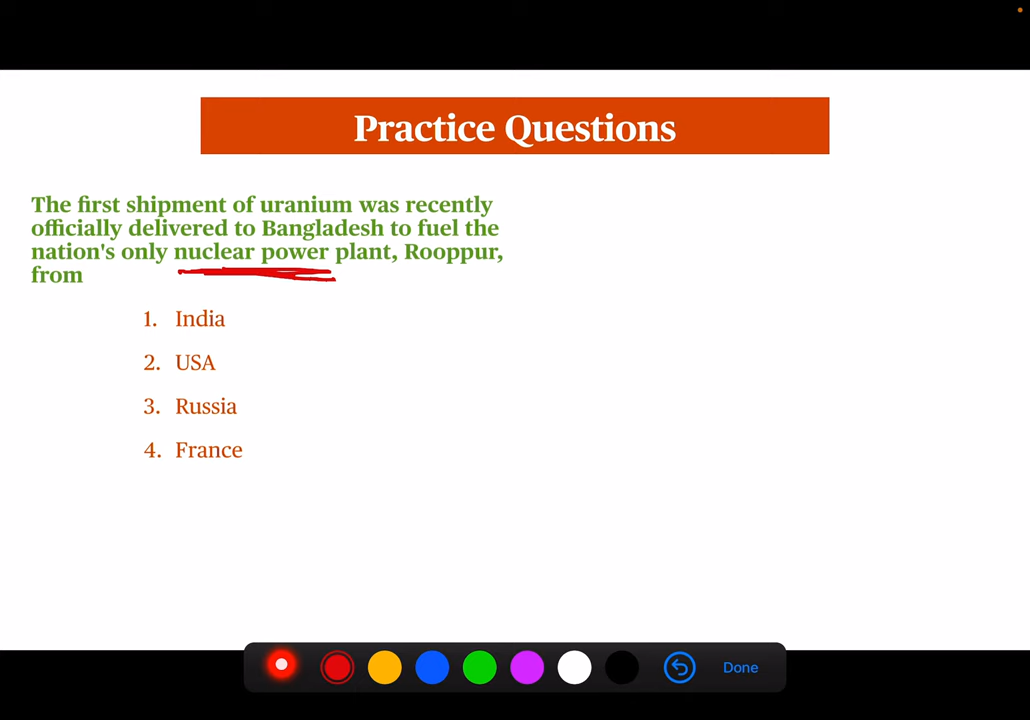 Practice Questions
The first shipment of uranium was recently
officially delivered to Bangladesh to fuel the
nation's only nuclear power plant, Rooppur,
from
1. India
2. USA
3. Russia
4. France
Done